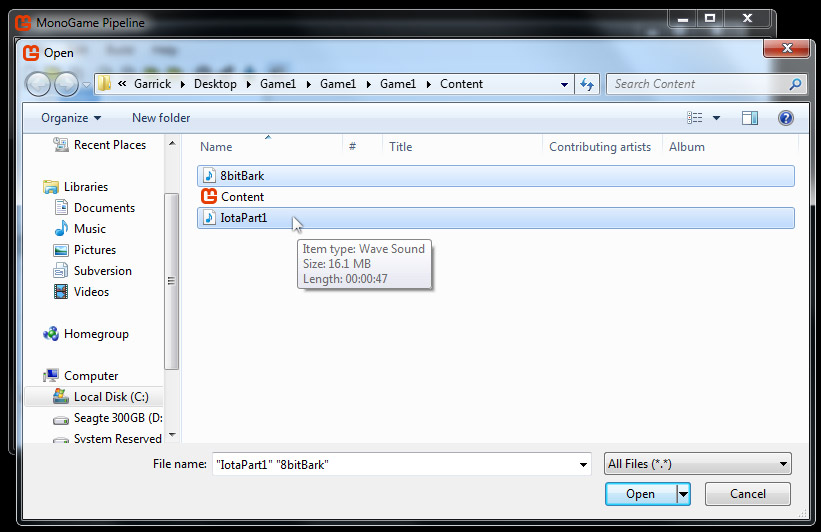 MonoGame Pipeline
Build Help
Open
« Garrick Desktop Game1 Game1 Game1 Content
Search Content
Organize New folder
Name # Title Contributing artists Album
Recent Places
Libraries
Documents
Music
Pictures
Subversion
Videos
Homegroup
Computer
Local Disk (C:)
Seagte 300GB (D:
System Reserved
8bitBark
Content
IotaPart1
Item type: Wave Sound
Size: 16.1 MB
Length: 00:00:47
File name: "IotaPart1" "8bitBark"
All Files (*.*)
Open Cancel